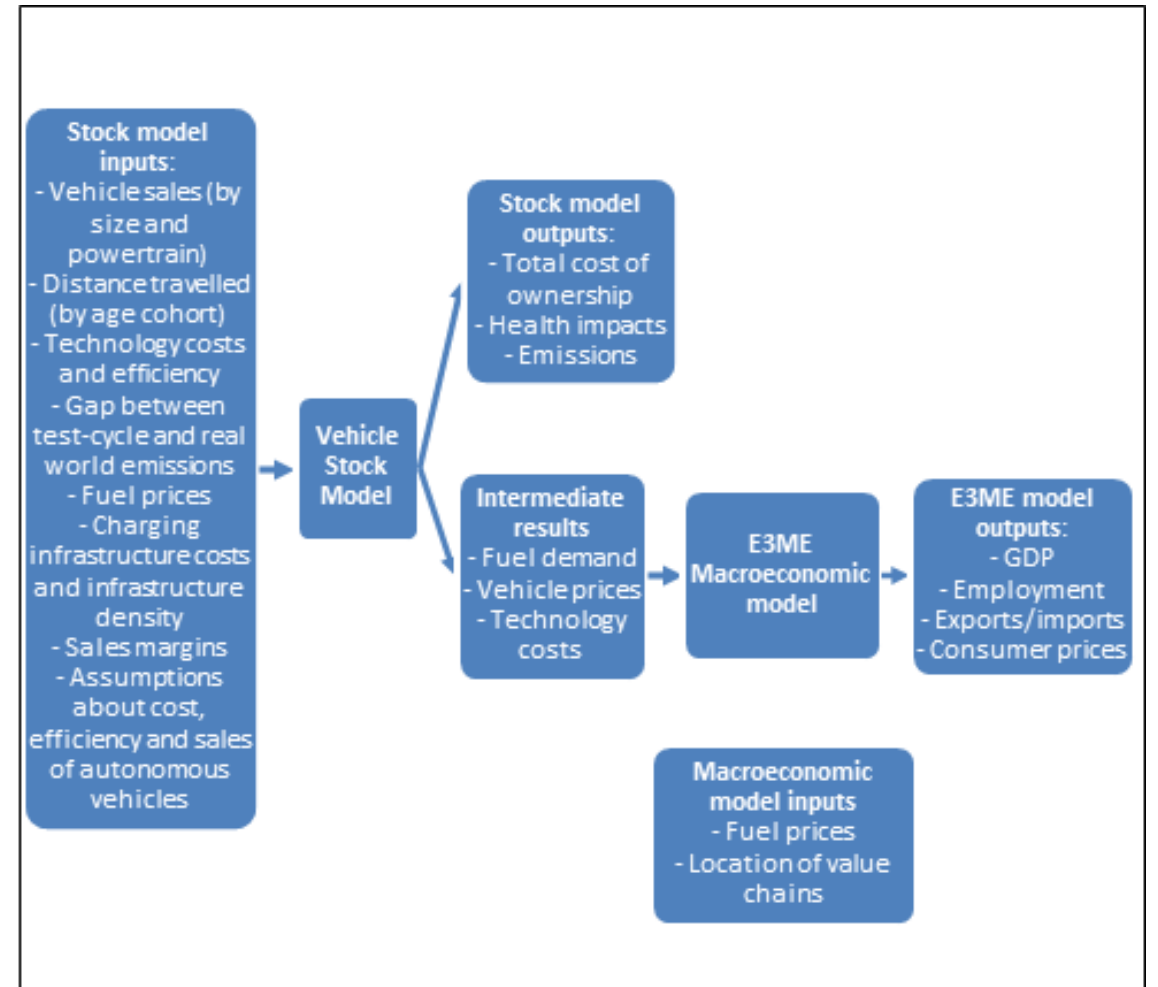 Stock model
inputs:
- Vehicle sales (by
size and
powertrain)
- Distance travelled
(by age cohort)
- Technology costs
and efficiency
- Gap between
test-cycle and real
world emissions
- Fuel prices
- Charging
infrastructure costs
and infrastructure
density
- Sales margins
- Assumptions
about cost,
efficiency and sales
of autonomous
vehicles
Vehicle
Stock
Model
Stock model
outputs:
- Total cost of
ownership
- Health impacts
- Emissions
Intermediate
results
- Fuel demand
- Vehicle prices
- Technology
costs
E3ME
Macroeconomic
model
E3ME model
outputs:
- GDP
- Employment
- Exports/imports
- Consumer prices
Macroeconomic
model inputs
- Fuel prices
- Location of value
chains